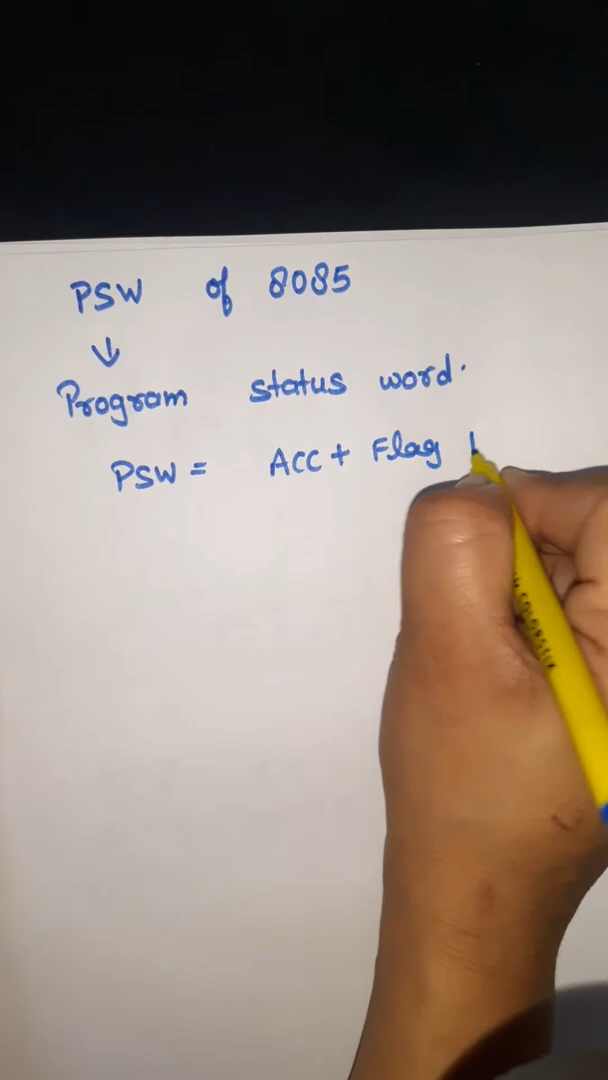 PSW of 8085
↓
Program status word.
PSW = ACC + Flag